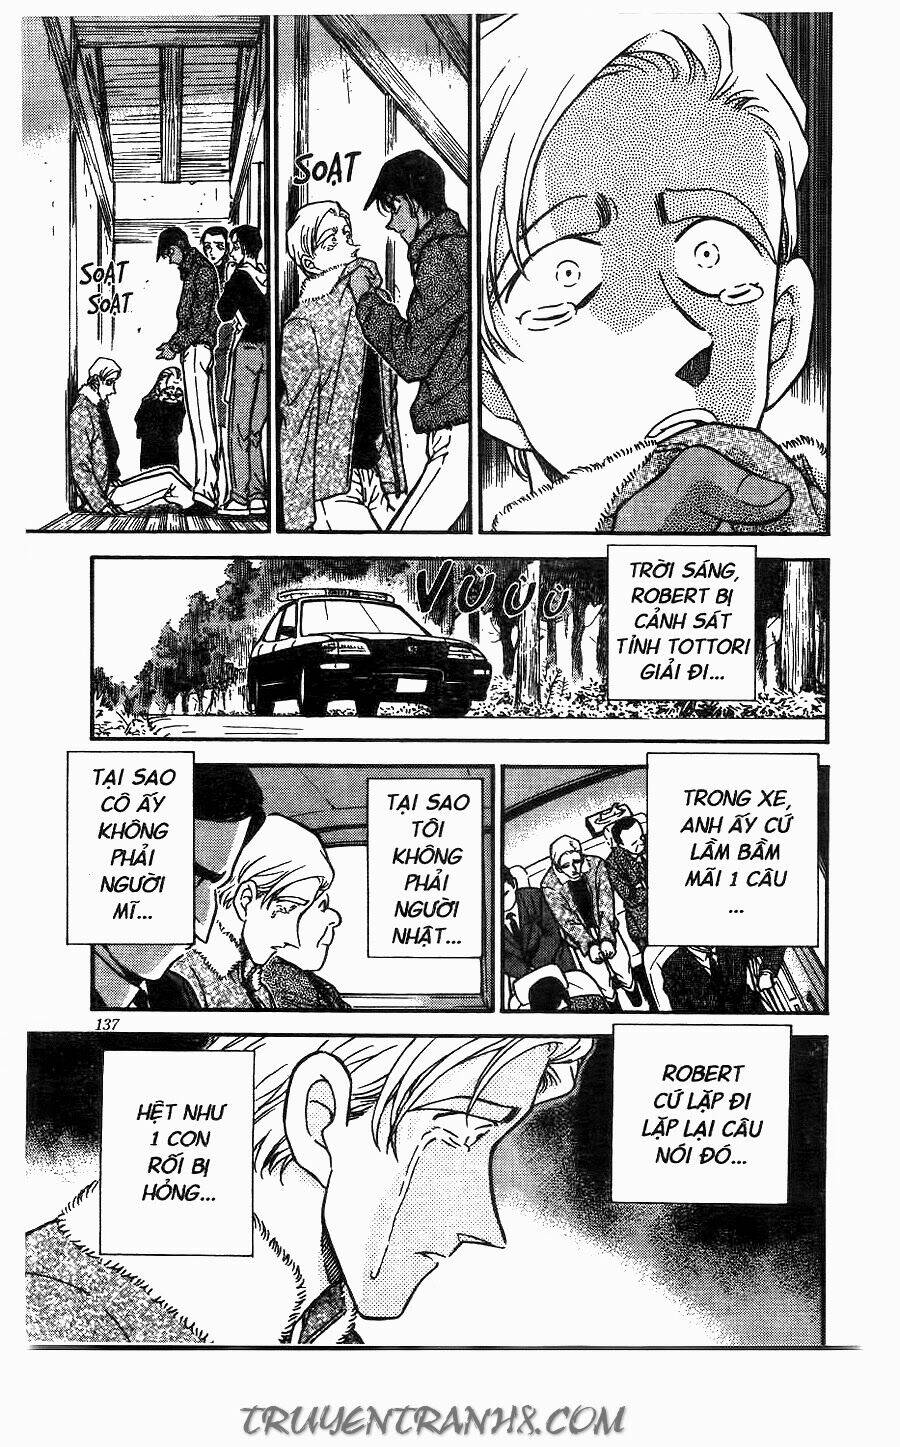 SOẠT
SOẠT
SOẠT
VÙ Ù Ù
TRỜI SÁNG,
ROBERT BỊ
CẢNH SÁT
TỈNH TOTTORI
GIẢI ĐI...
TRONG XE,
ANH ẤY CỨ
LẦM BẦM
MÃI 1 CÂU
...
TẠI SAO
TÔI
KHÔNG
PHẢI
NGƯỜI
NHẬT...
TẠI SAO
CÔ ẤY
KHÔNG
PHẢI
NGƯỜI
MĨ...
137
ROBERT
CỨ LẶP ĐI
LẶP LẠI CÂU
NÓI ĐÓ...
HỆT NHƯ
1 CON
RỐI BỊ
HỎNG...
TRUYENTRANH8.COM